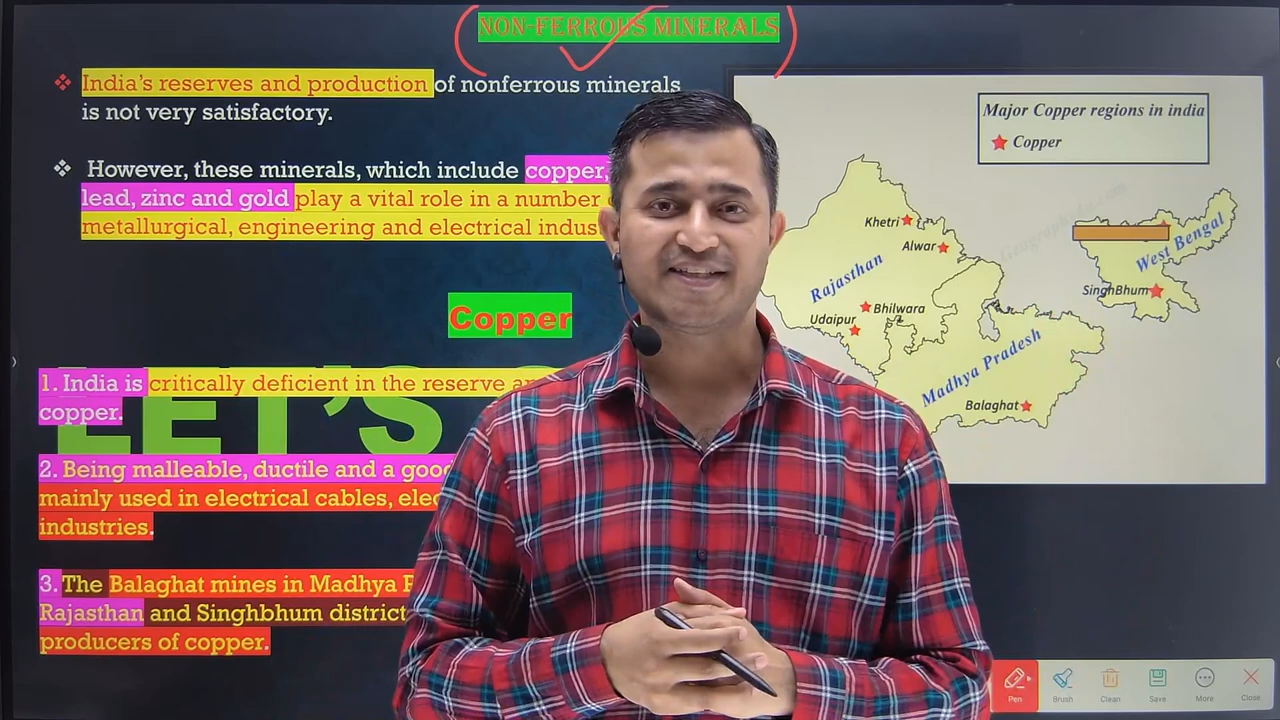 NON-FERROUS MINERALS
❖ India's reserves and production of nonferrous minerals
is not very satisfactory.
❖ However, these minerals, which include copper,
lead, zinc and gold play a vital role in a number
metallurgical, engineering and electrical indus
Copper
1. India is critically deficient in the reserve
copper.
LET'S
2. Being malleable, ductile and a good
mainly used in electrical cables,
industries.
3. The Balaghat mines in Madhya
Rajasthan and Singhbhum district
producers of copper.
Major Copper regions in india
Copper
Khetri
Alwar
Rajasthan
Bhilwara
Udaipur
Madhya Pradesh
Balaghat
West Bengal
SinghBhum
Pen
Brush
Clean
Save
More
Close